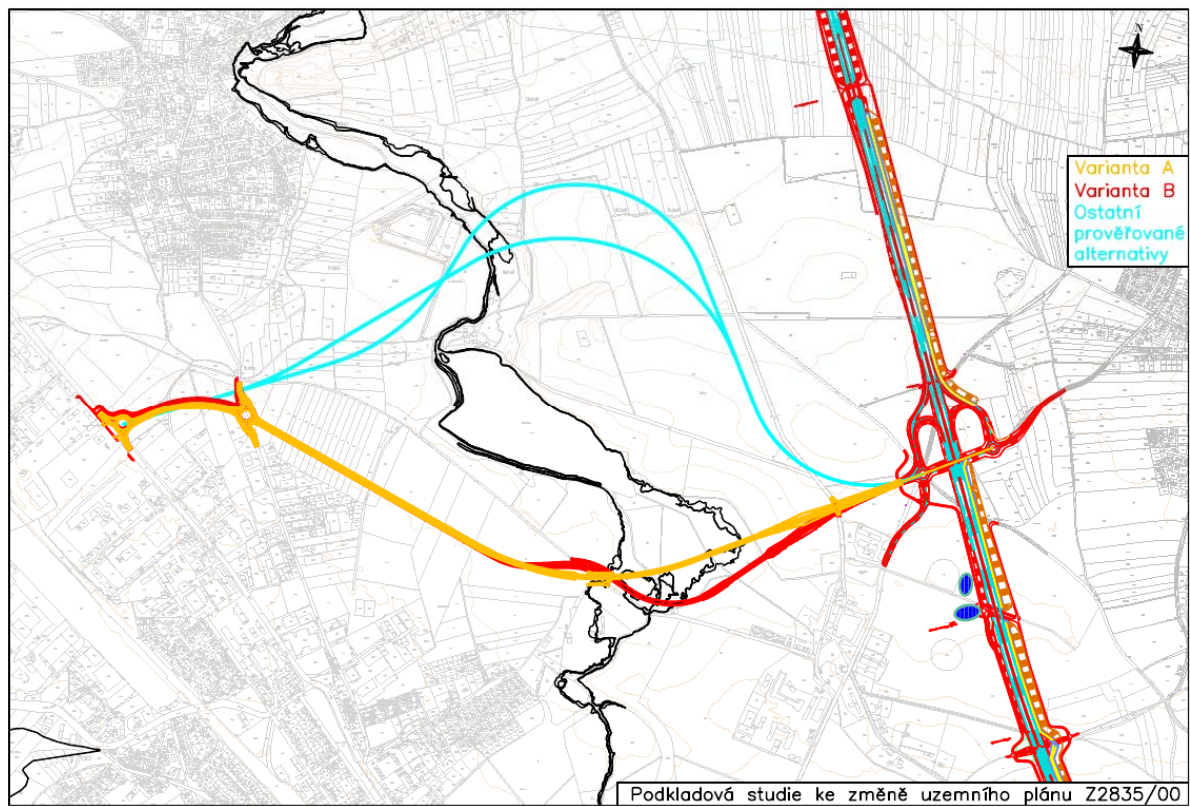 N
Varianta A
Varianta B
Ostatní
prověřované
alternativy
Podkladová studie ke změně uzemního plánu Z2835/00